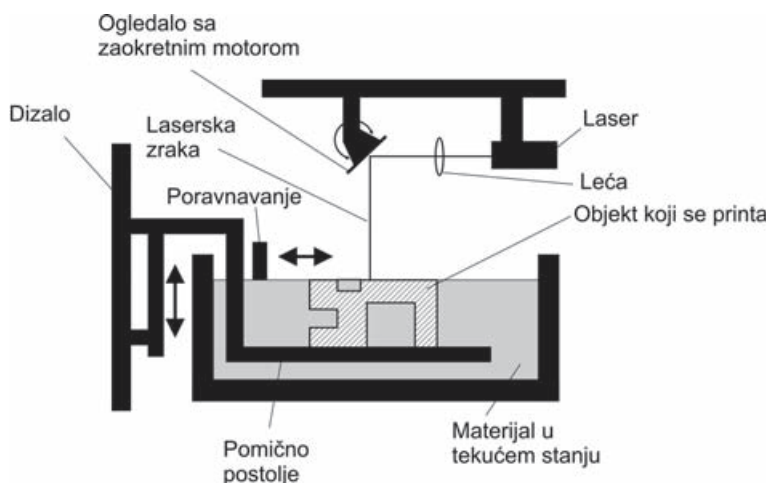 Ogledalo sa
zaokretnim motorom
Dizalo
Laserska
zraka
Laser
Leća
Poravnavanje
Objekt koji se printa
Pomično
postolje
Materijal u
tekućem stanju